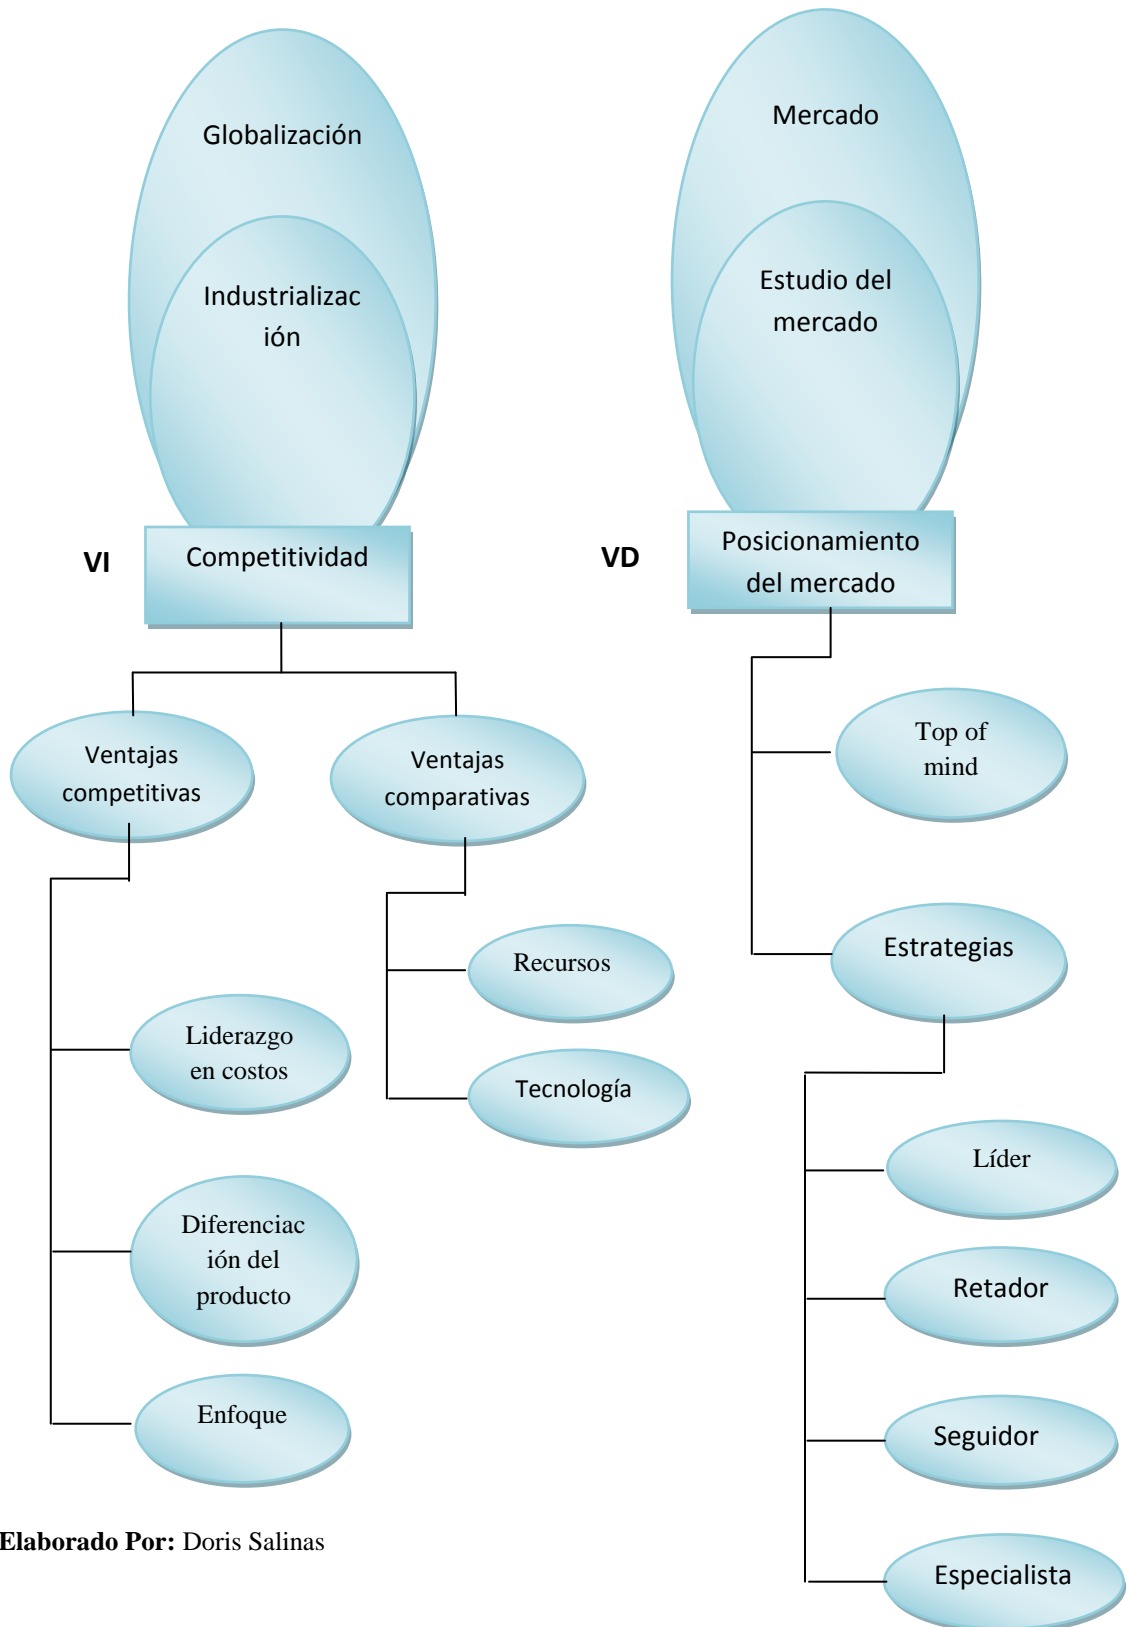 Globalización
Industrializac
ión
VI
Competitividad
Ventajas
competitivas
Ventajas
comparativas
Recursos
Tecnología
Liderazgo
en costos
Diferenciac
ión del
producto
Enfoque
Mercado
Estudio del
mercado
VD
Posicionamiento
del mercado
Top of
mind
Estrategias
Líder
Retador
Seguidor
Especialista
Elaborado Por: Doris Salinas